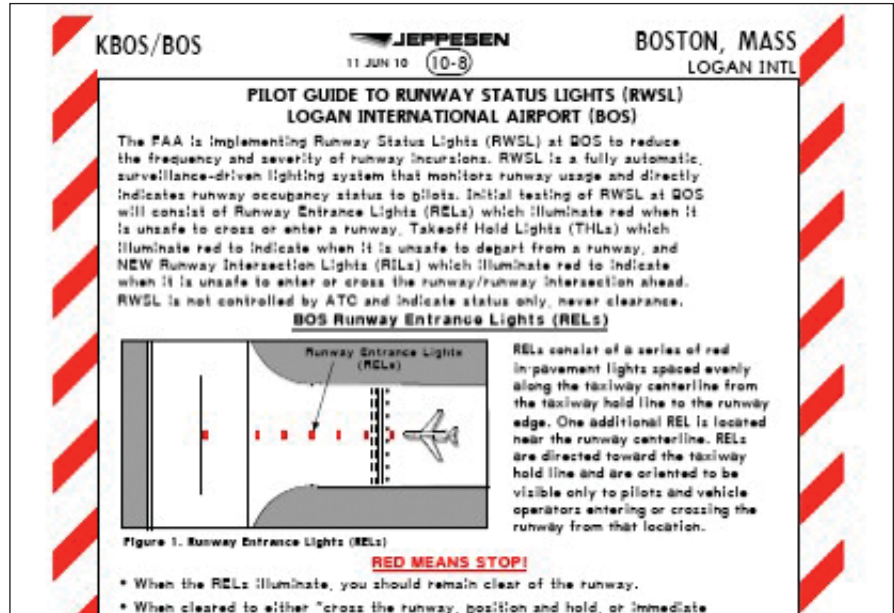 KBOS/BOS
JEPPESEN
11 JUN 10 10-8
BOSTON, MASS
LOGAN INTL
PILOT GUIDE TO RUNWAY STATUS LIGHTS (RWSL)
LOGAN INTERNATIONAL AIRPORT (BOS)
The FAA is implementing Runway Status Lights (RWSL) at BOS to reduce
the frequency and severity of runway incursions. RWSL is a fully automatic,
surveillance-driven lighting system that monitors runway usage and directly
indicates runway occupancy status to pilots. Initial testing of RWSL at BOS
will consist of Runway Entrance Lights (RELs) which illuminate red when it
is unsafe to cross or enter a runway, Takeoff Hold Lights (THLs) which
illuminate red to indicate when it is unsafe to depart from a runway, and
NEW Runway Intersection Lights (RILs) which illuminate red to indicate
when it is unsafe to enter or cross the runway/runway intersection ahead.
RWSL is not controlled by ATC and indicate status only, never clearance.
BOS Runway Entrance Lights (RELs)
Runway Entrance Lights
(RELs)
RELs consist of a series of red
in-pavement lights spaced evenly
along the taxiway centerline from
the taxiway hold line to the runway
edge. One additional REL is located
near the runway centerline. RELs
are directed toward the taxiway
hold line and are oriented to be
visible only to pilots and vehicle
operators entering or crossing the
runway from that location.
Figure 1. Runway Entrance Lights (RELs)
RED MEANS STOP!
• When the RELs illuminate, you should remain clear of the runway.
• When cleared to either "cross the runway, position and hold, or immediate